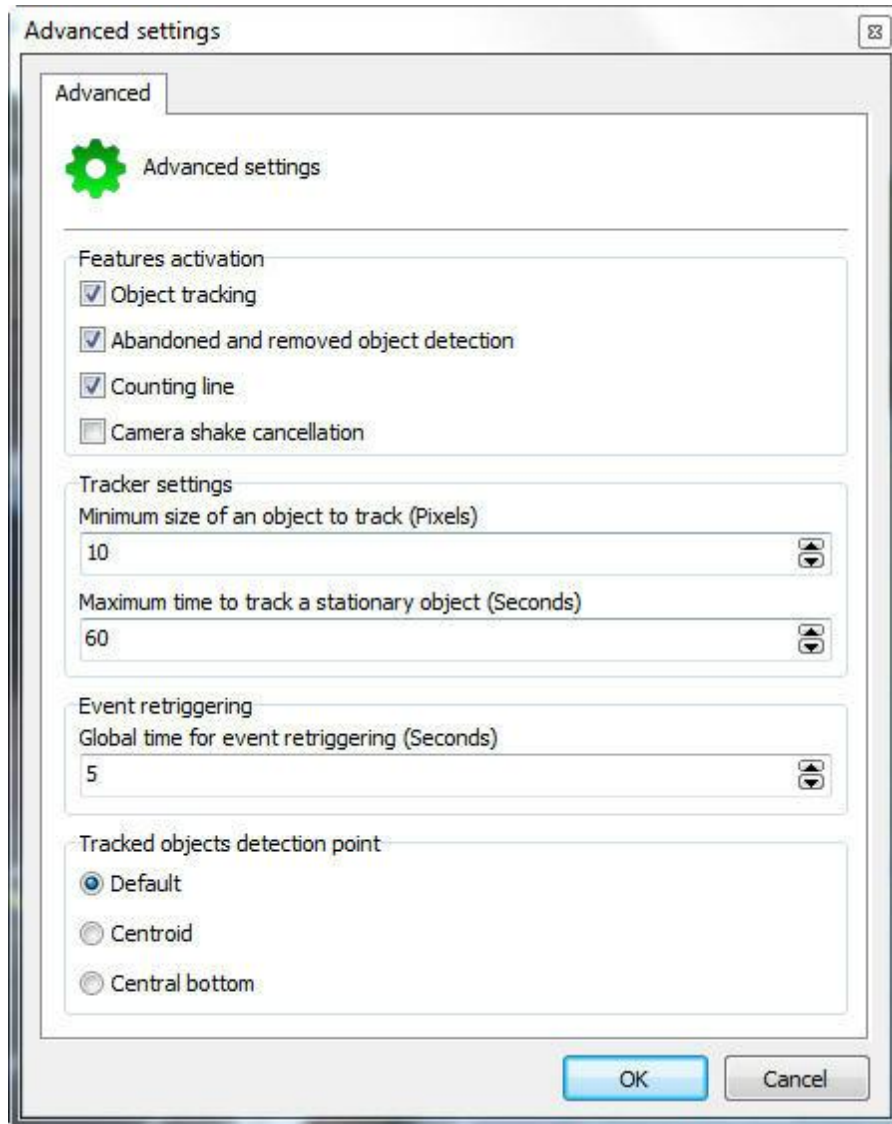 Advanced settings
Advanced
Advanced settings
Features activation
Object tracking
Abandoned and removed object detection
Counting line
Camera shake cancellation
Tracker settings
Minimum size of an object to track (Pixels)
10
Maximum time to track a stationary object (Seconds)
60
Event retriggering
Global time for event retriggering (Seconds)
5
Tracked objects detection point
Default
Centroid
Central bottom
OK Cancel